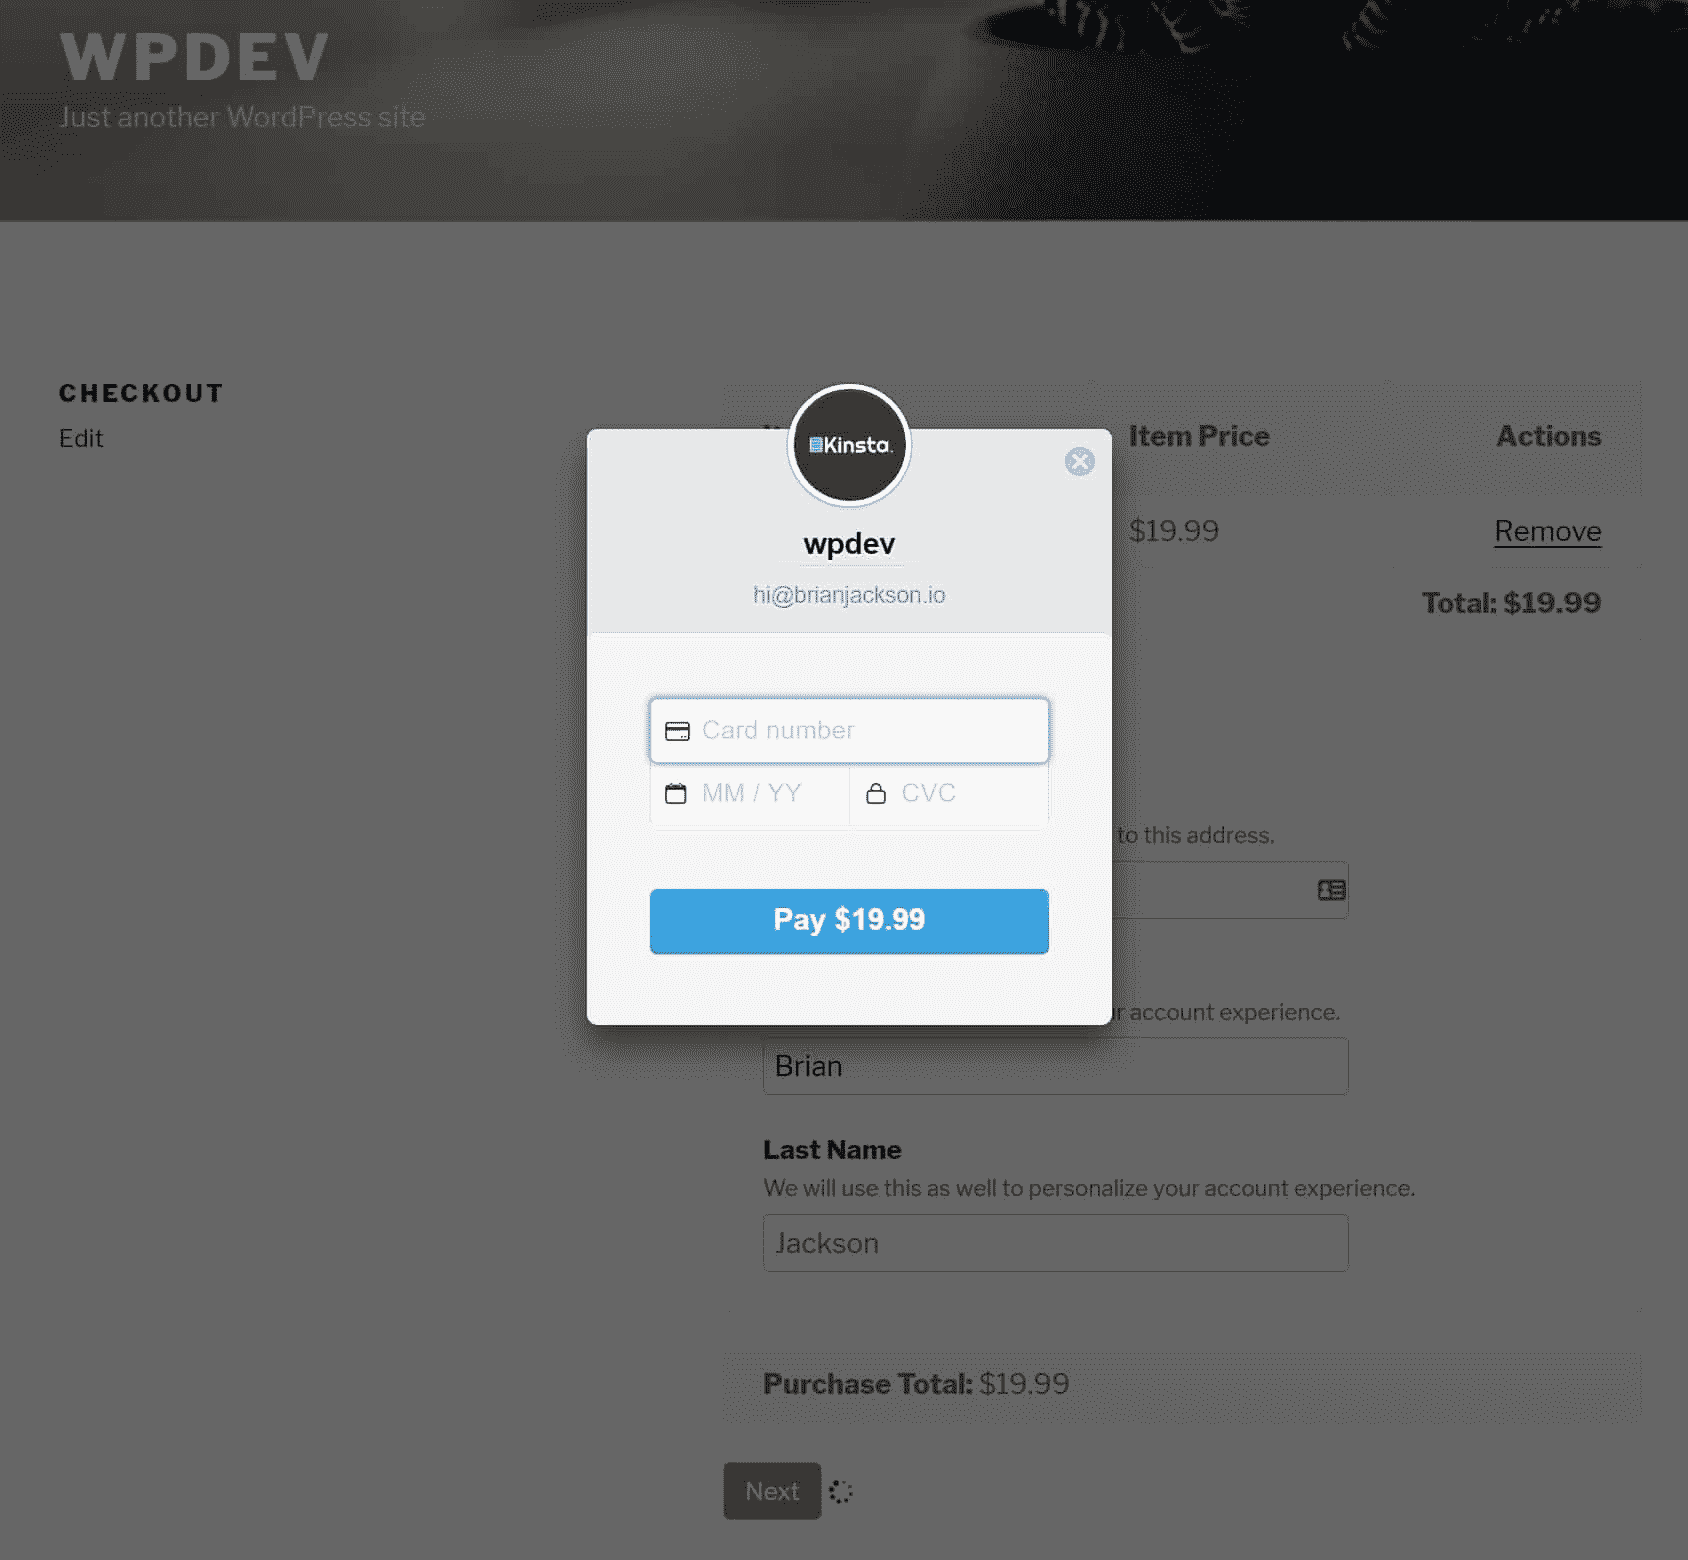 WPDEV
Just another WordPress site
CHECKOUT
Edit
Item Price
Actions
$19.99
Remove
Total: $19.99
Kinsta
wpdev
hi@brianjackson.io
Card number
MM / YY
CVC
Pay $19.99
to this address.
account experience.
Brian
Last Name
We will use this as well to personalize your account experience.
Jackson
Purchase Total: $19.99
Next